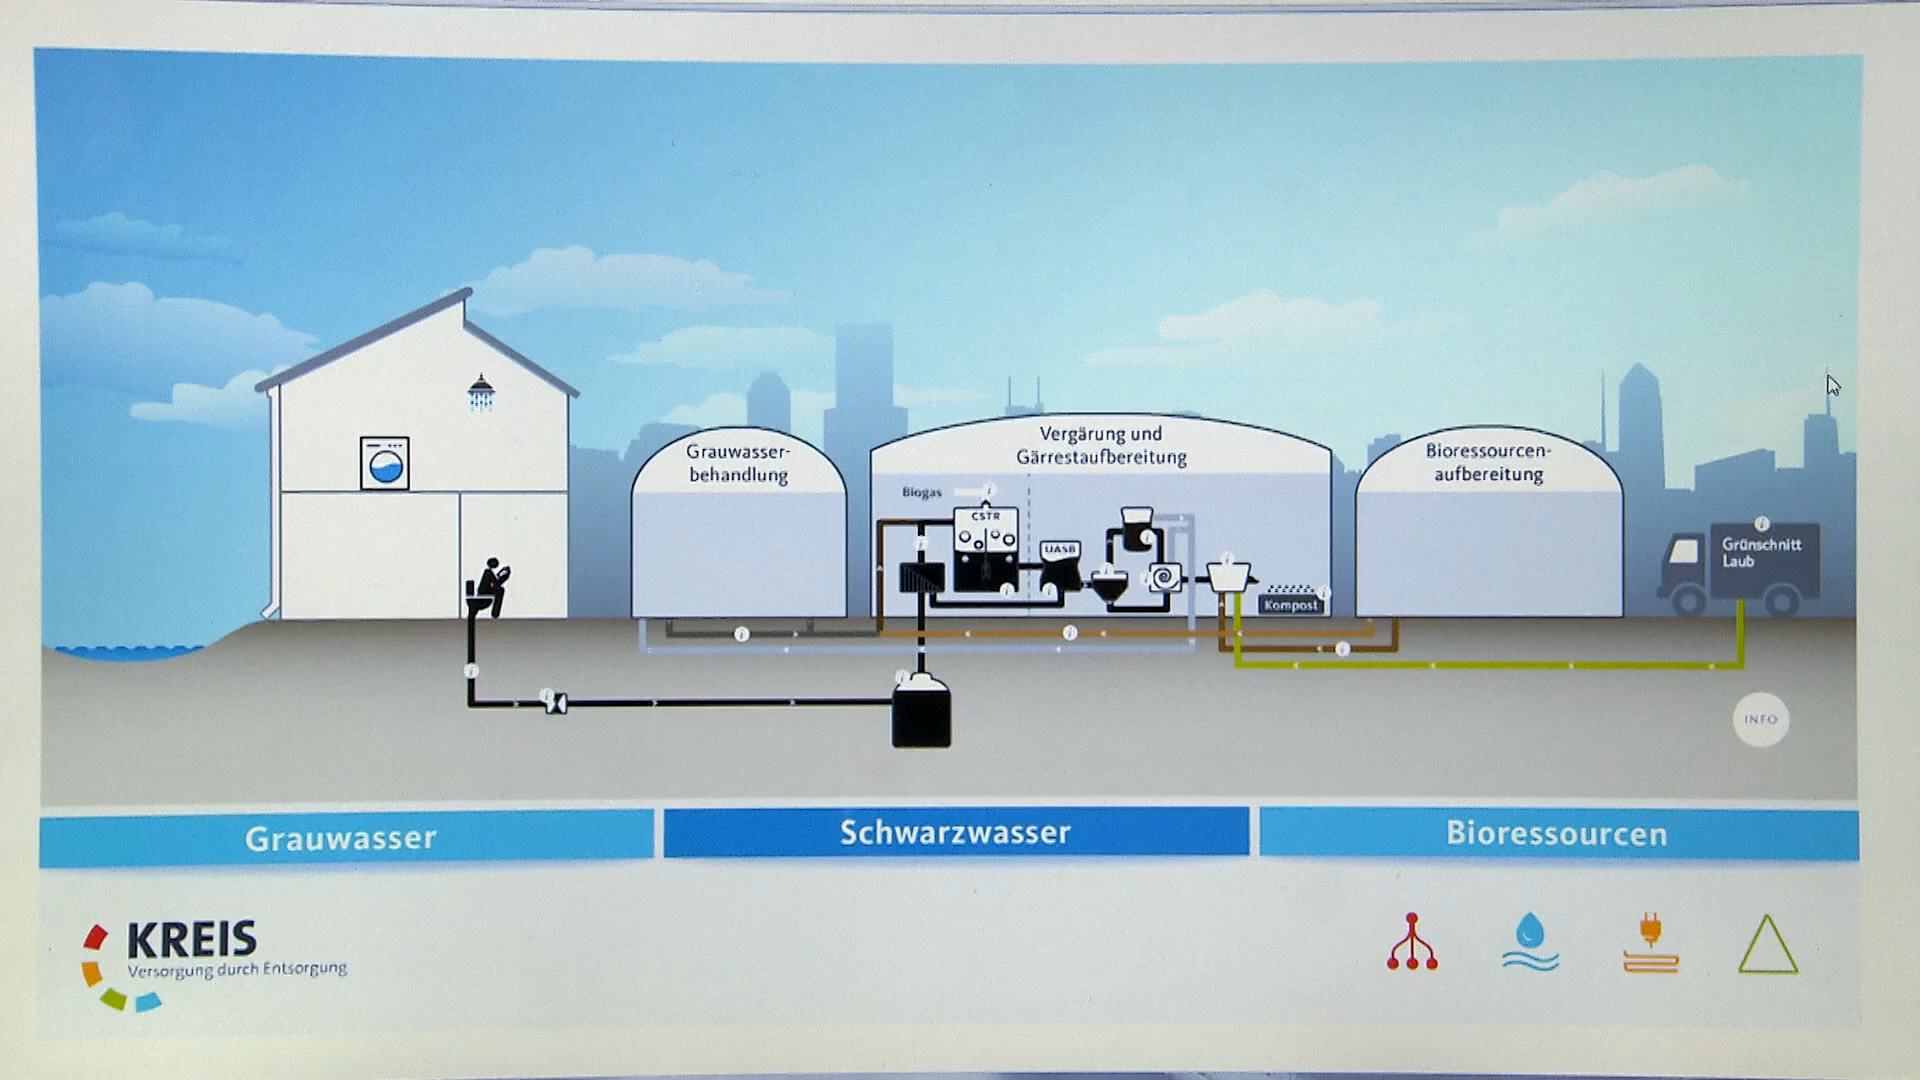 Grauwasser-
behandlung
Vergärung und
Gärrestaufbereitung
Bioressourcen-
aufbereitung
Biogas
CSTR
UASB
Kompost
Grünschnitt
Laub
INFO
Grauwasser
Schwarzwasser
Bioressourcen
KREIS
Versorgung durch Entsorgung